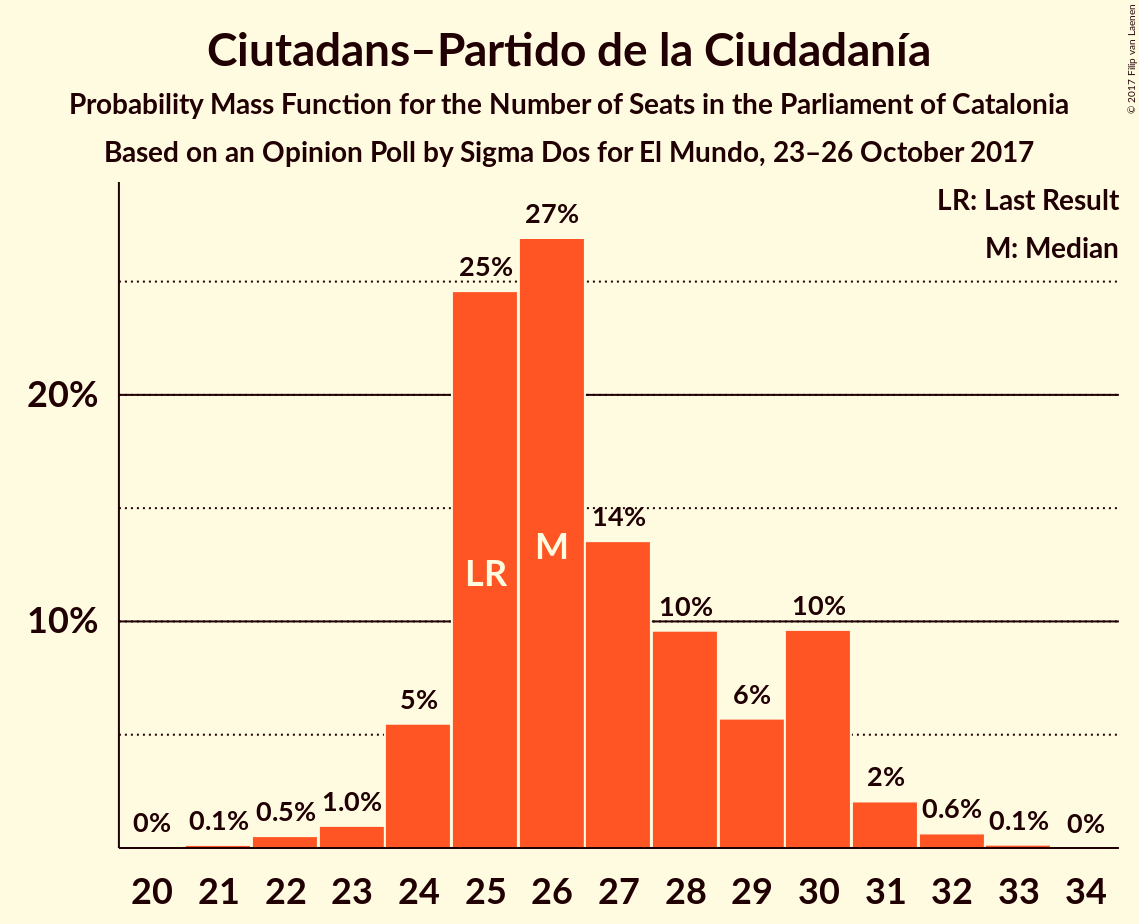 Ciutadans–Partido de la Ciudadanía
Probability Mass Function for the Number of Seats in the Parliament of Catalonia
Based on an Opinion Poll by Sigma Dos for El Mundo, 23–26 October 2017
© 2017 Filip van Laenen
LR: Last Result
M: Median
27%
25%
20%
14%
M
LR
10%
10%
10%
5%
6%
2%
0%
0.1%
0.5%
1.0%
0.6%
0.1%
0%
20 21 22 23 24 25 26 27 28 29 30 31 32 33 34